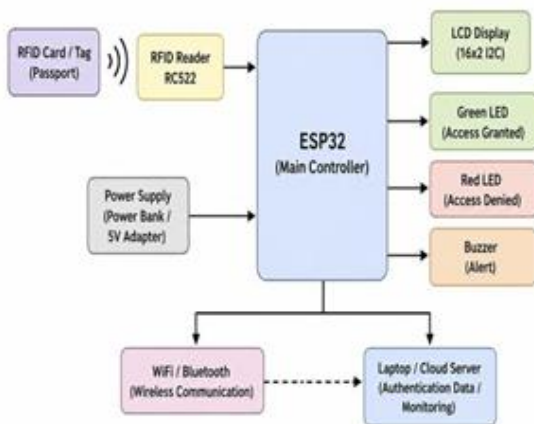 RFID Card / Tag
(Passport)
RFID Reader
RC522
ESP32
(Main Controller)
LCD Display
(16x2 I2C)
Green LED
(Access Granted)
Red LED
(Access Denied)
Buzzer
(Alert)
Power Supply
(Power Bank /
5V Adapter)
WiFi / Bluetooth
(Wireless Communication)
Laptop / Cloud Server
(Authentication Data /
Monitoring)